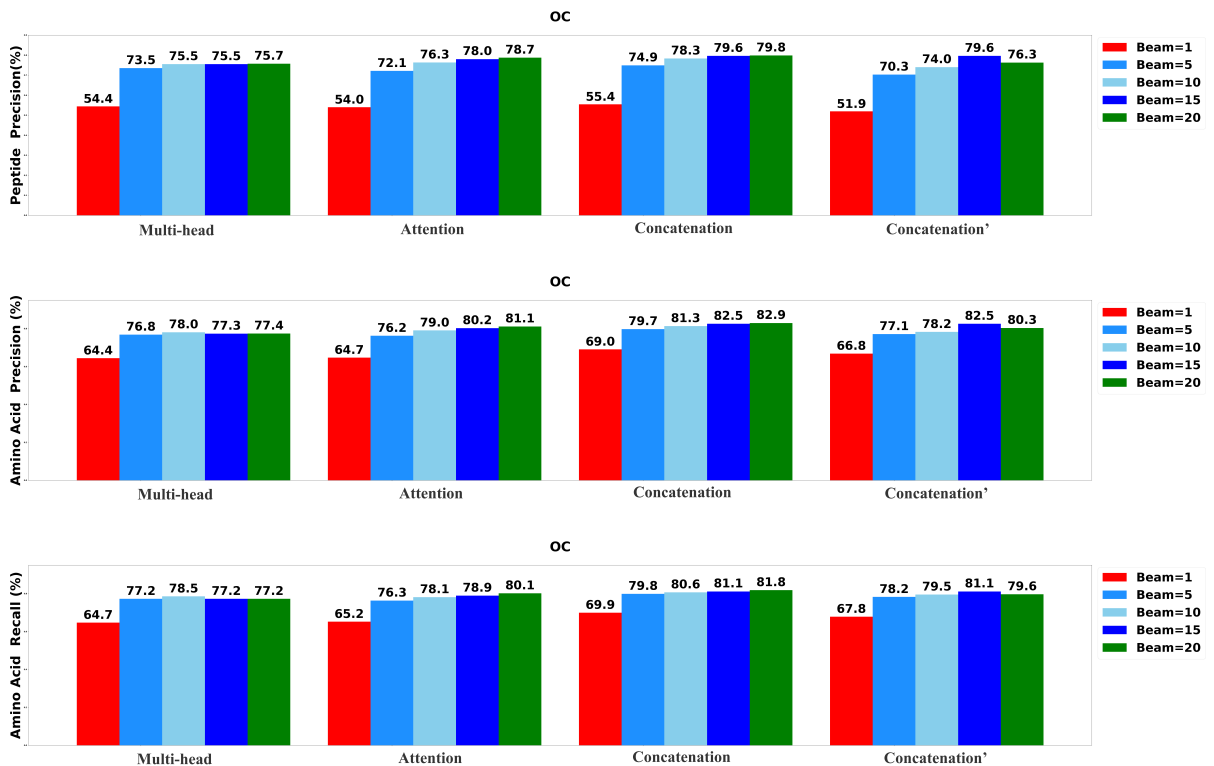 OC
Peptide Precision(%)
54.4 73.5 75.5 75.5 75.7
54.0 72.1 76.3 78.0 78.7
55.4 74.9 78.3 79.6 79.8
51.9 70.3 74.0 79.6 76.3
Multi-head Attention Concatenation Concatenation’
Beam=1
Beam=5
Beam=10
Beam=15
Beam=20
OC
Amino Acid Precision (%)
64.4 76.8 78.0 77.3 77.4
64.7 76.2 79.0 80.2 81.1
69.0 79.7 81.3 82.5 82.9
66.8 77.1 78.2 82.5 80.3
Multi-head Attention Concatenation Concatenation’
Beam=1
Beam=5
Beam=10
Beam=15
Beam=20
OC
Amino Acid Recall (%)
64.7 77.2 78.5 77.2 77.2
65.2 76.3 78.1 78.9 80.1
69.9 79.8 80.6 81.1 81.8
67.8 78.2 79.5 81.1 79.6
Multi-head Attention Concatenation Concatenation’
Beam=1
Beam=5
Beam=10
Beam=15
Beam=20